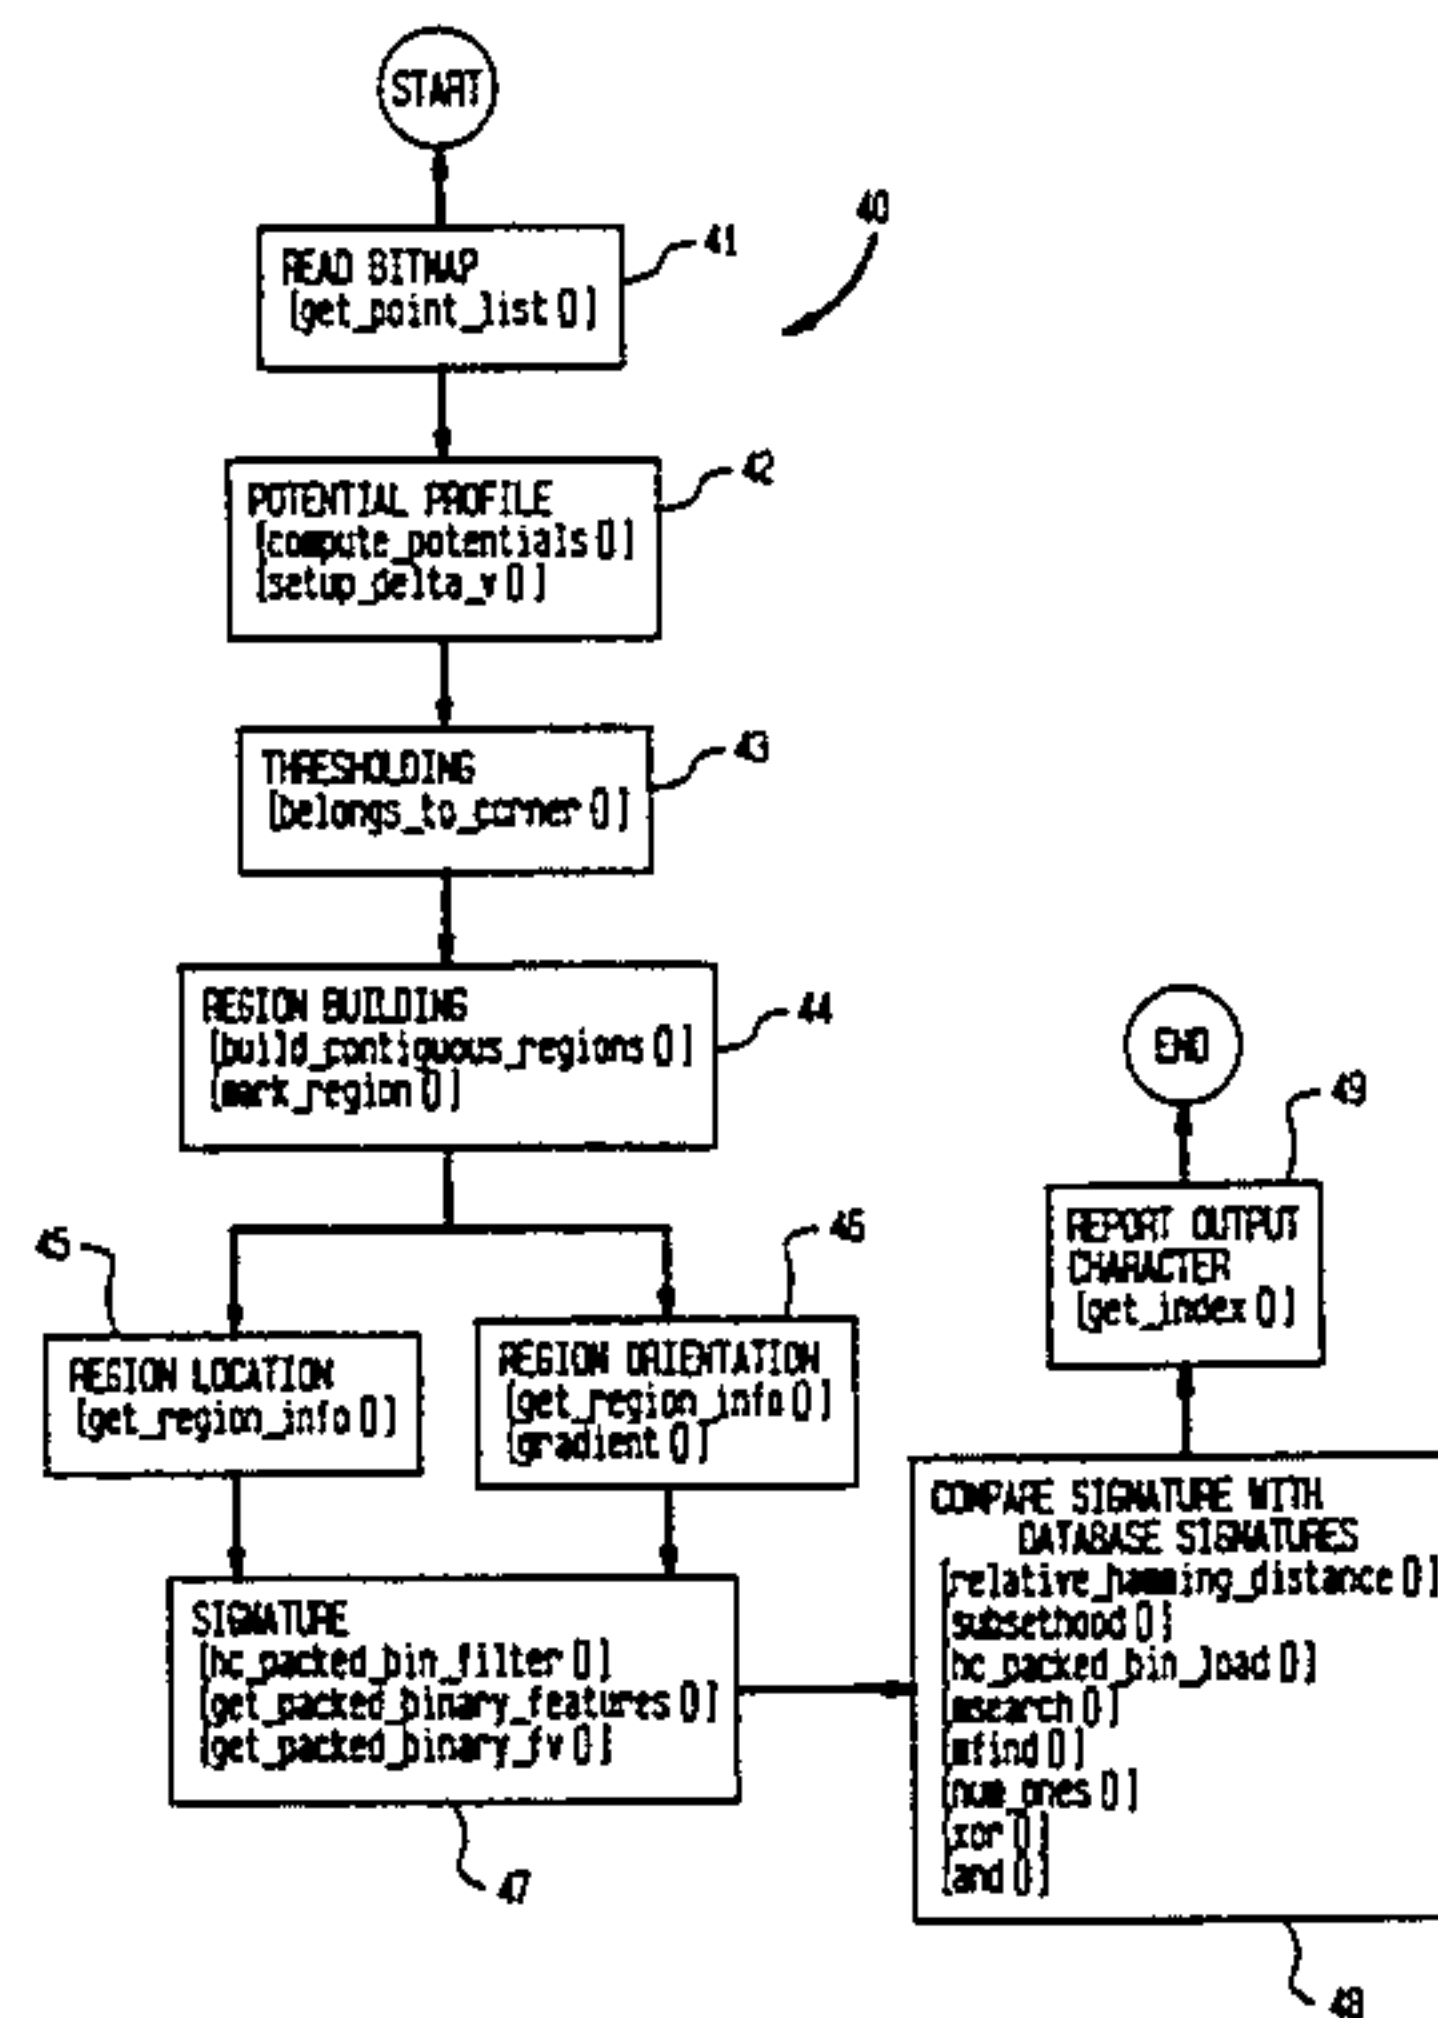 START
40
READ BITMAP
[get_point_list()]
41
POTENTIAL PROFILE
[compute_potentials()]
[setup_delta_v()]
42
THRESHOLDING
[belongs_to_corner()]
43
REGION BUILDING
[build_contiguous_regions()]
[mark_region()]
44
45
REGION LOCATION
[get_region_info()]
46
REGION ORIENTATION
[get_region_info()]
[gradient()]
SIGNATURE
[hc_packed_bin_filter()]
[get_packed_binary_features()]
[get_packed_binary_fv()]
47
END
49
REPORT OUTPUT
CHARACTER
[get_index()]
COMPARE SIGNATURE WITH
DATABASE SIGNATURES
[relative_hamming_distance()]
[subsethood()]
[hc_packed_bin_load()]
[msearch()]
[mfind()]
[num_ones()]
[xor()]
[and()]
48